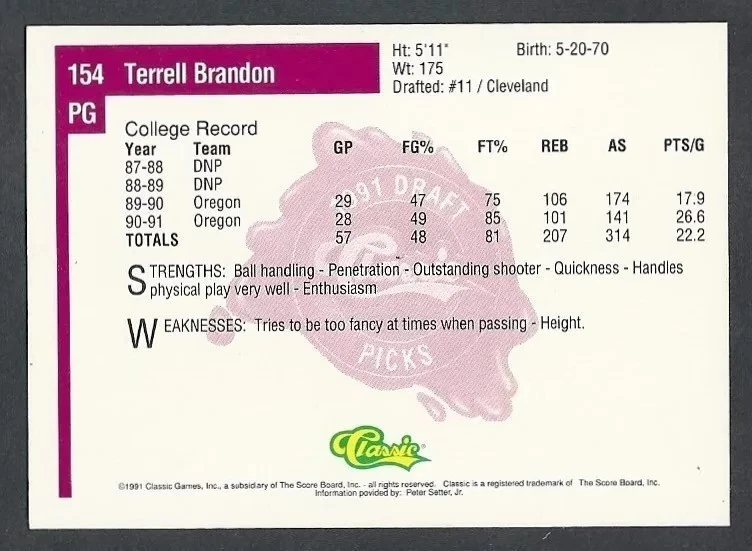 154 Terrell Brandon
PG
Ht: 5'11" Birth: 5-20-70
Wt: 175
Drafted: #11 / Cleveland
College Record
Year Team GP FG% FT% REB AS PTS/G
87-88 DNP
88-89 DNP
89-90 Oregon 29 47 75 106 174 17.9
90-91 Oregon 28 49 85 101 141 26.6
TOTALS 57 48 81 207 314 22.2
1991 DRAFT
Classic
PICKS
STRENGTHS: Ball handling - Penetration - Outstanding shooter - Quickness - Handles
physical play very well - Enthusiasm
WEAKNESSES: Tries to be too fancy at times when passing - Height.
Classic®
©1991 Classic Games, Inc., a subsidiary of The Score Board, Inc. - all rights reserved. Classic is a registered trademark of The Score Board, Inc.
Information provided by: Peter Setter, Jr.